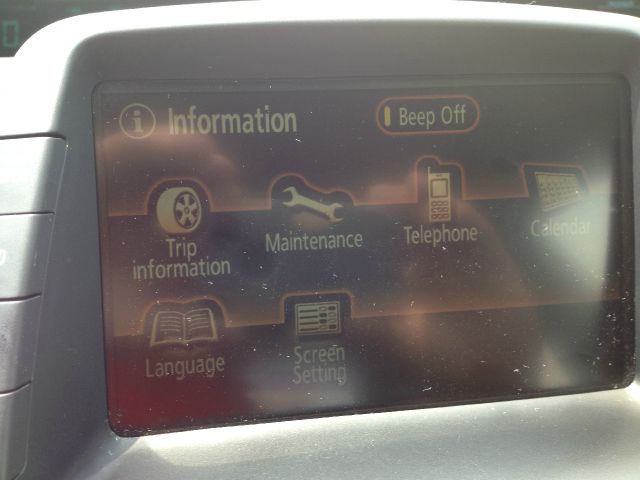 Information
Beep Off
Trip
information
Maintenance
Telephone
Calendar
Language
Screen
Setting